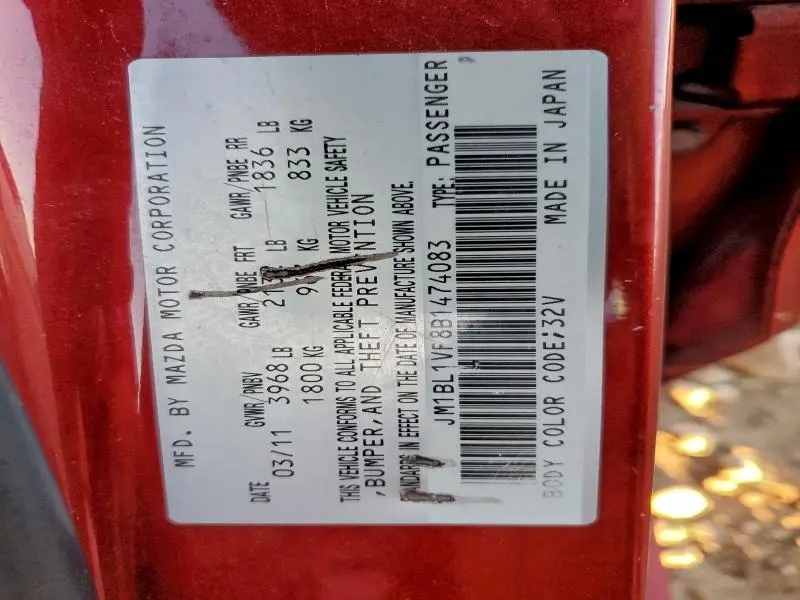 MFD. BY MAZDA MOTOR CORPORATION
DATE GVWR/PNBV GAWR/PNBE FRT GAWR/PNBE RR
03/11 3968 LB LB 1836 LB
1800 KG KG 833 KG
THIS VEHICLE CONFORMS TO ALL APPLICABLE FEDERAL MOTOR VEHICLE SAFETY
,BUMPER,AND THEFT PREVENTION
STANDARDS IN EFFECT ON THE DATE OF MANUFACTURE SHOWN ABOVE.
JM1BL1VF8B1474083 TYPE: PASSENGER
BODY COLOR CODE;32V MADE IN JAPAN